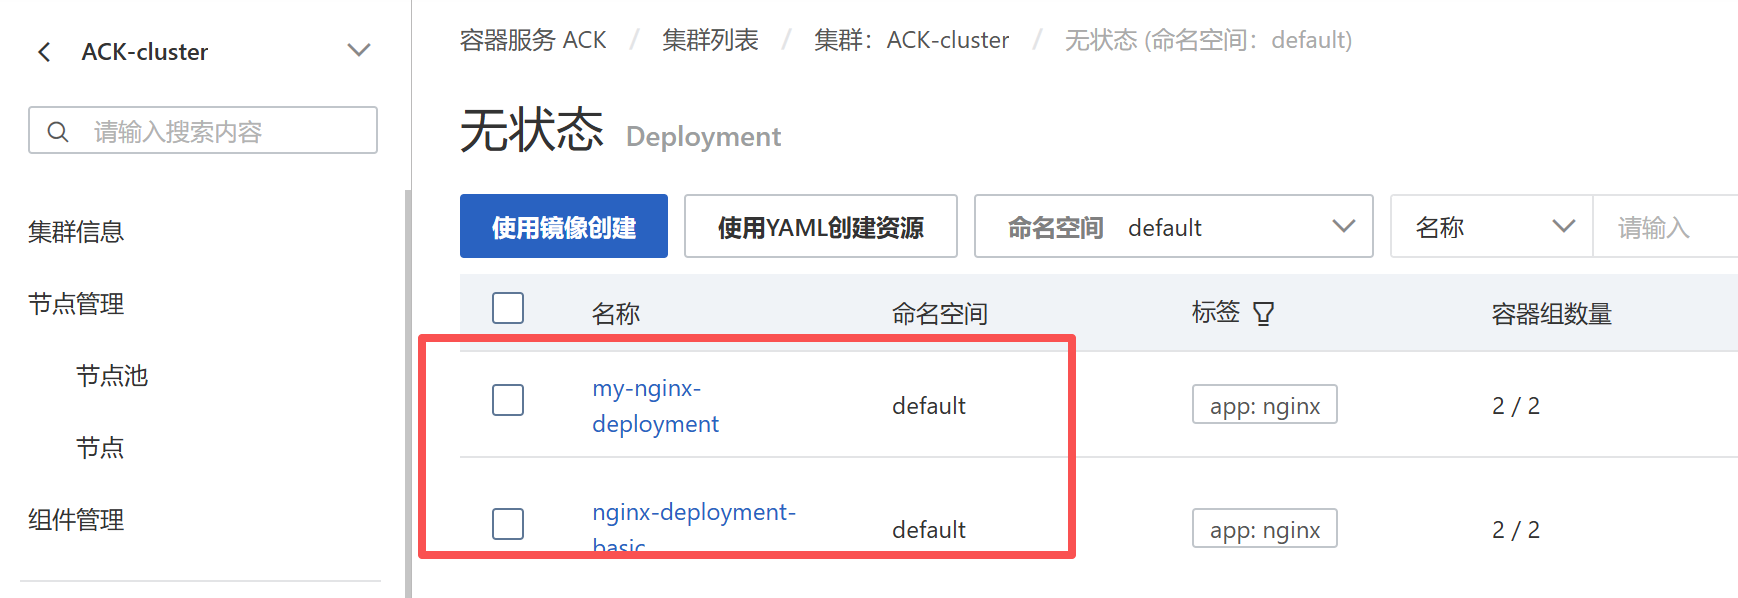 ACK-cluster
请输入搜索内容
集群信息
节点管理
节点池
节点
组件管理
容器服务 ACK / 集群列表 / 集群：ACK-cluster / 无状态 (命名空间：default)
无状态 Deployment
使用镜像创建 使用YAML创建资源 命名空间 default 名称 请输入
名称 命名空间 标签 容器组数量
my-nginx-
deployment default app: nginx 2 / 2
nginx-deployment-
basic default app: nginx 2 / 2